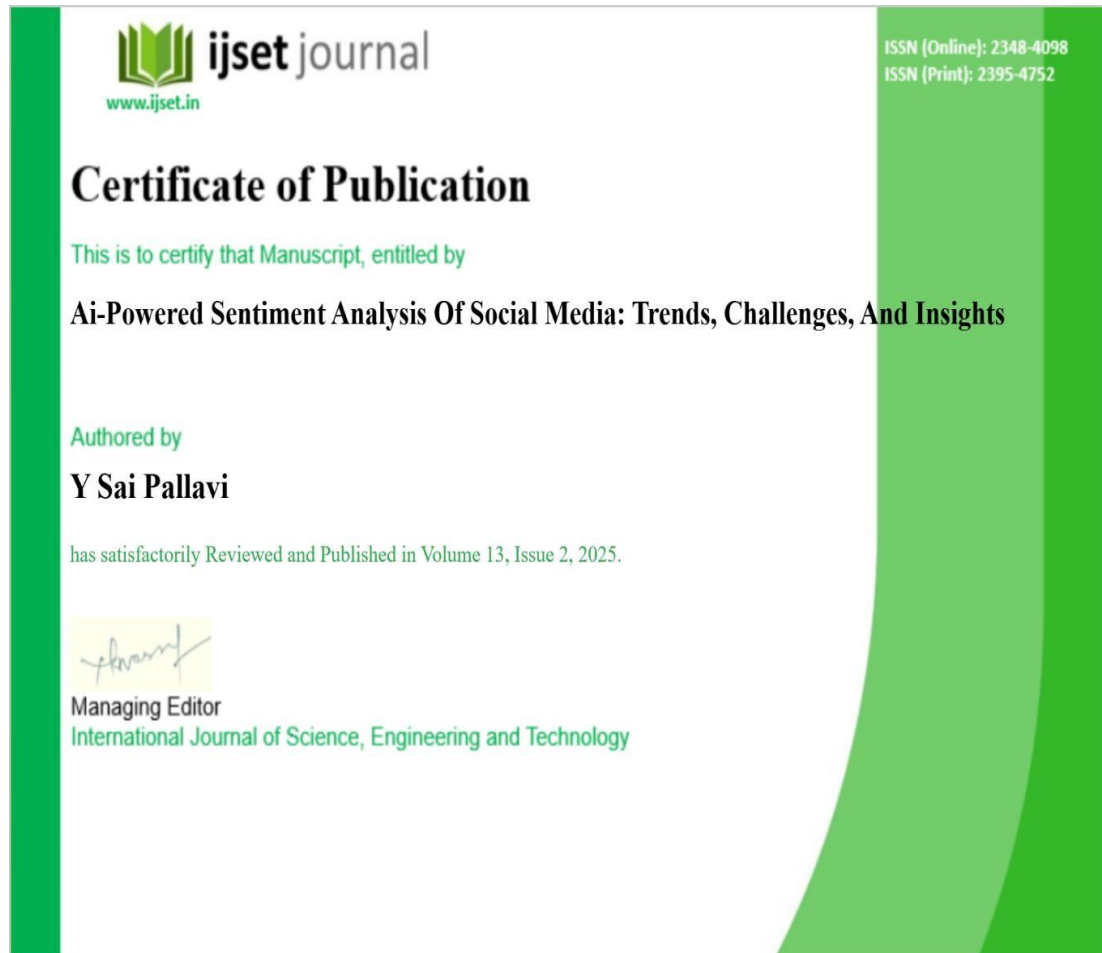 ijset journal
www.ijset.in
ISSN (Online): 2348-4098
ISSN (Print): 2395-4752
Certificate of Publication
This is to certify that Manuscript, entitled by
Ai-Powered Sentiment Analysis Of Social Media: Trends, Challenges, And Insights
Authored by
Y Sai Pallavi
has satisfactorily Reviewed and Published in Volume 13, Issue 2, 2025.
Managing Editor
International Journal of Science, Engineering and Technology